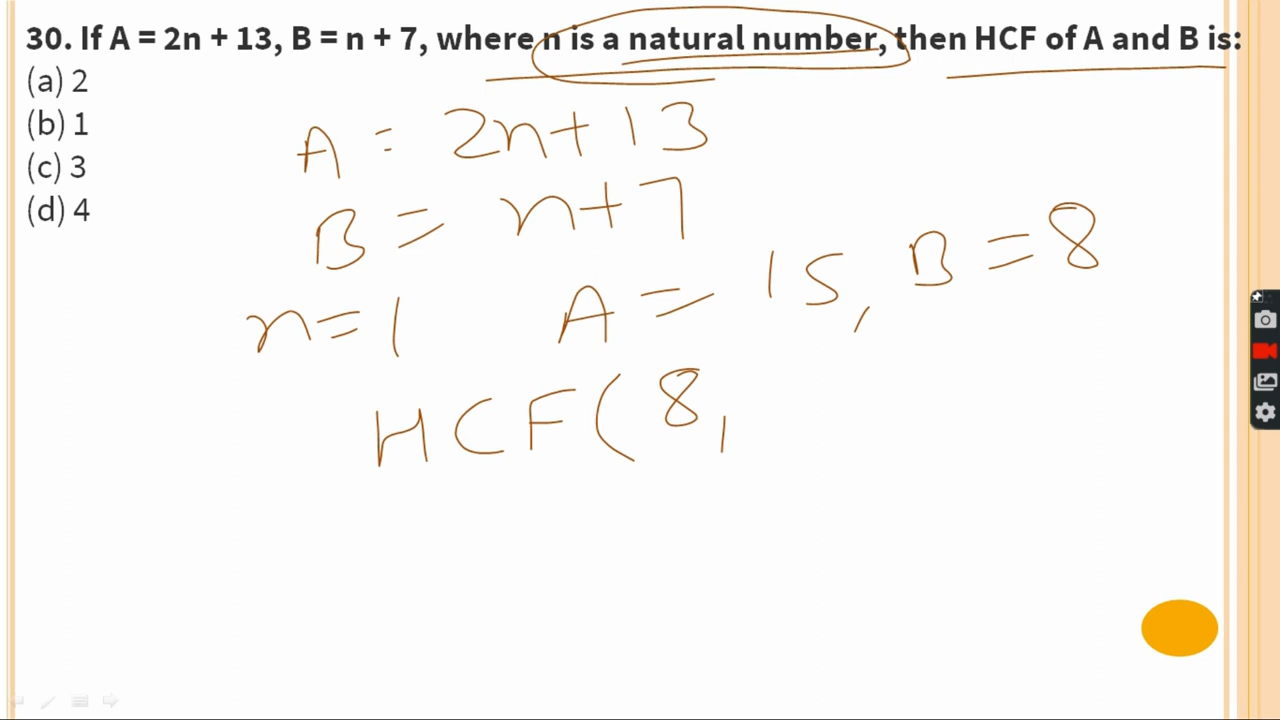 30. If A = 2n + 13, B = n + 7, where n is a natural number, then HCF of A and B is:
(a) 2
(b) 1
(c) 3
(d) 4
A = 2n+13
B = n+7
n=1 A = 15, B = 8
HCF(8,